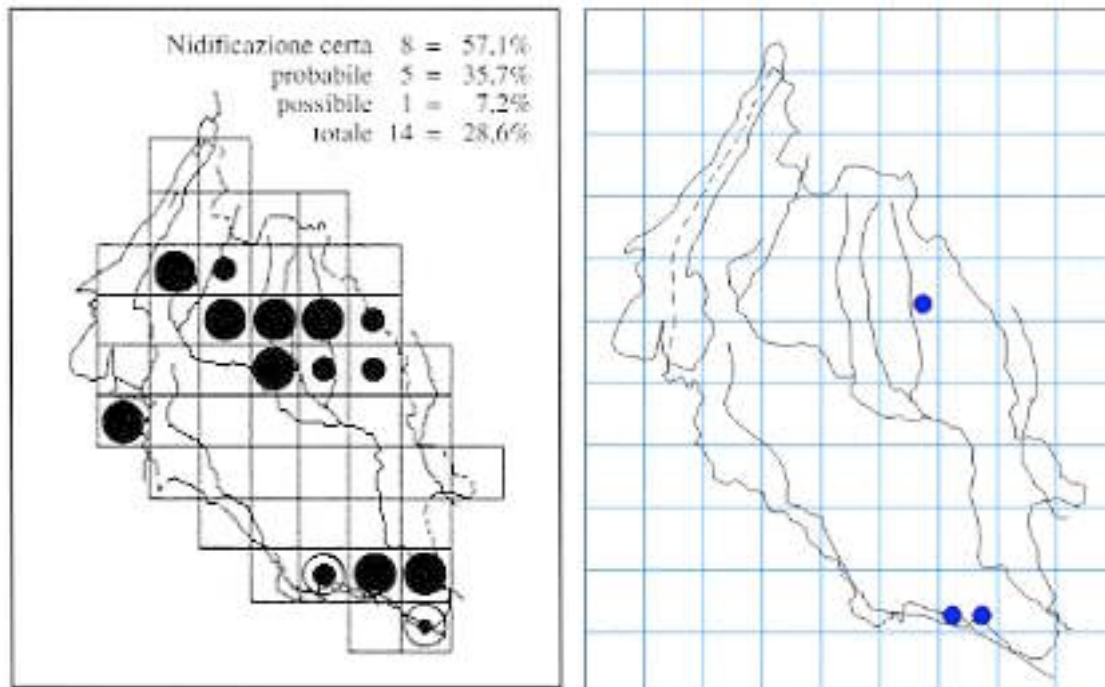 Nidificazione certa 8 = 57,1%
probabile 5 = 35,7%
possibile 1 = 7,2%
totale 14 = 28,6%